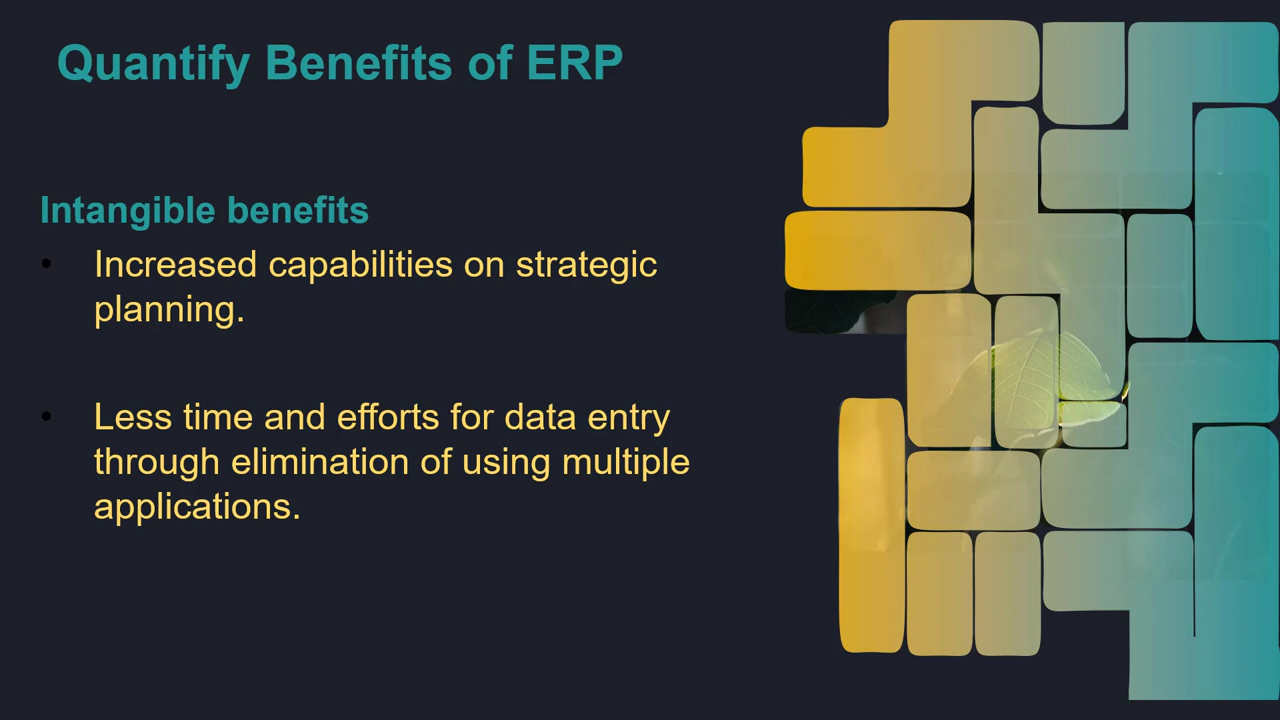 Quantify Benefits of ERP
Intangible benefits
• Increased capabilities on strategic
planning.
• Less time and efforts for data entry
through elimination of using multiple
applications.